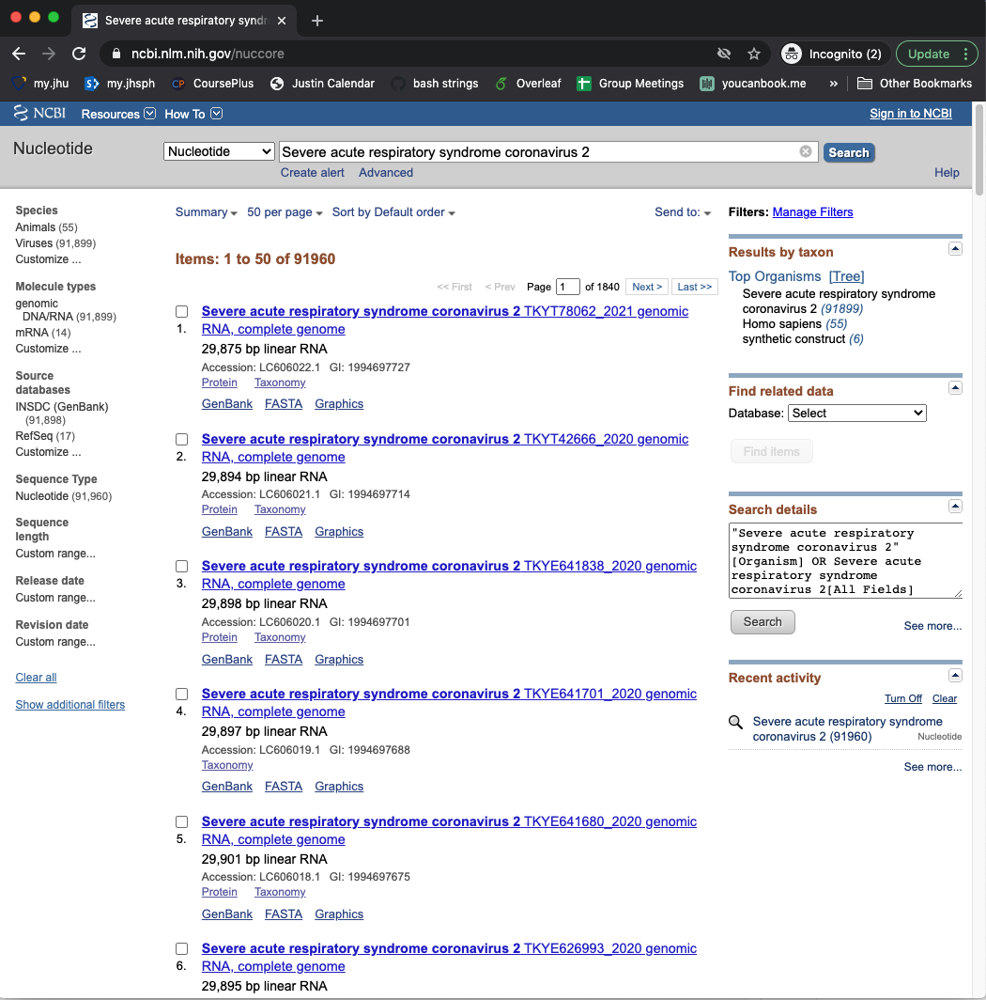 Severe acute respiratory syndr
ncbi.nlm.nih.gov/nuccore
Incognito (2)
Update
my.jhu
my.jhsph
CoursePlus
Justin Calendar
bash strings
Overleaf
Group Meetings
youcanbook.me
»
Other Bookmarks
NCBI
Resources
How To
Sign in to NCBI
Nucleotide
Nucleotide
Severe acute respiratory syndrome coronavirus 2
Search
Create alert
Advanced
Help
Species
Animals (55)
Viruses (91,899)
Customize ...
Molecule types
genomic
DNA/RNA (91,899)
mRNA (14)
Customize ...
Source
databases
INSDC (GenBank)
(91,898)
RefSeq (17)
Customize ...
Sequence Type
Nucleotide (91,960)
Sequence
length
Custom range...
Release date
Custom range...
Revision date
Custom range...
Clear all
Show additional filters
Summary
50 per page
Sort by Default order
Send to:
Items: 1 to 50 of 91960
<< First
< Prev
Page 1 of 1840
Next >
Last >>
Severe acute respiratory syndrome coronavirus 2 TKYT78062_2021 genomic
1. RNA, complete genome
29,875 bp linear RNA
Accession: LC606022.1 GI: 1994697727
Protein Taxonomy
GenBank FASTA Graphics
Severe acute respiratory syndrome coronavirus 2 TKYT42666_2020 genomic
2. RNA, complete genome
29,894 bp linear RNA
Accession: LC606021.1 GI: 1994697714
Protein Taxonomy
GenBank FASTA Graphics
Severe acute respiratory syndrome coronavirus 2 TKYE641838_2020 genomic
3. RNA, complete genome
29,898 bp linear RNA
Accession: LC606020.1 GI: 1994697701
Protein Taxonomy
GenBank FASTA Graphics
Severe acute respiratory syndrome coronavirus 2 TKYE641701_2020 genomic
4. RNA, complete genome
29,897 bp linear RNA
Accession: LC606019.1 GI: 1994697688
Taxonomy
GenBank FASTA Graphics
Severe acute respiratory syndrome coronavirus 2 TKYE641680_2020 genomic
5. RNA, complete genome
29,901 bp linear RNA
Accession: LC606018.1 GI: 1994697675
Protein Taxonomy
GenBank FASTA Graphics
Severe acute respiratory syndrome coronavirus 2 TKYE626993_2020 genomic
6. RNA, complete genome
29,895 bp linear RNA
Filters: Manage Filters
Results by taxon
Top Organisms [Tree]
Severe acute respiratory syndrome
coronavirus 2 (91899)
Homo sapiens (55)
synthetic construct (6)
Find related data
Database: Select
Find items
Search details
"Severe acute respiratory
syndrome coronavirus 2"
[Organism] OR Severe acute
respiratory syndrome
coronavirus 2[All Fields]
Search
See more...
Recent activity
Turn Off Clear
Severe acute respiratory syndrome
coronavirus 2 (91960)
Nucleotide
See more...